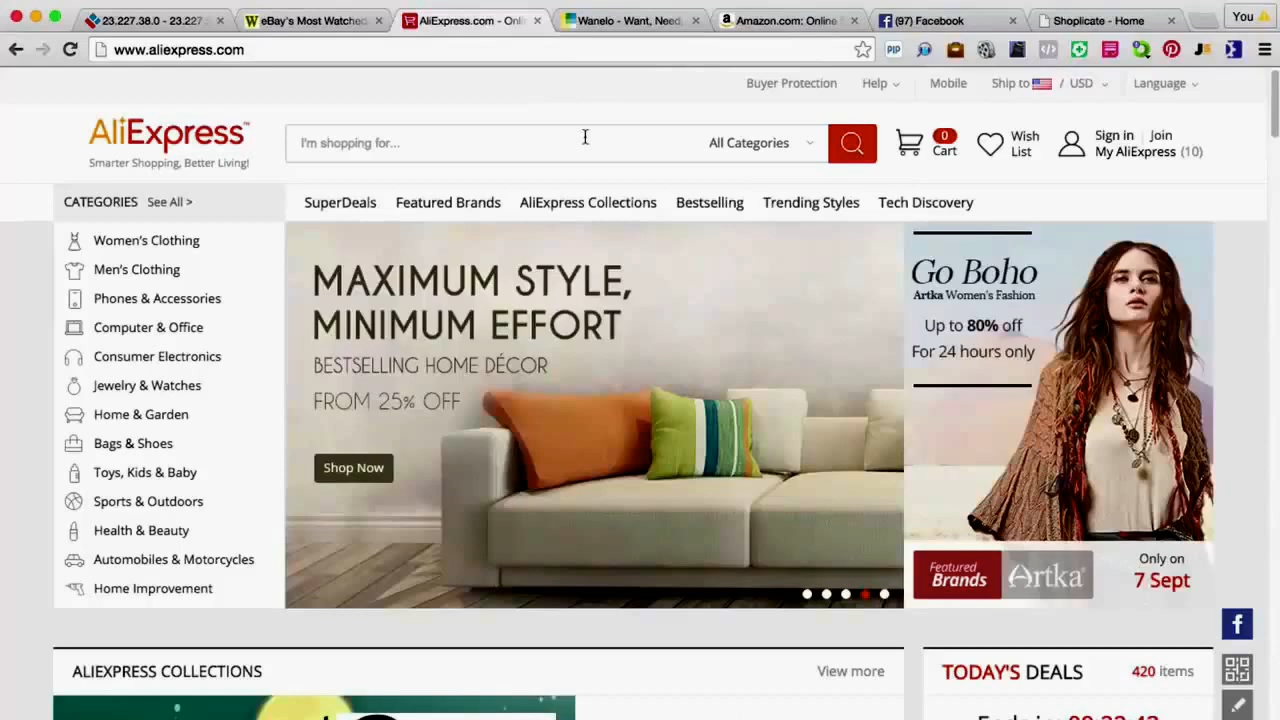 23.227.38.0 - 23.227
eBay's Most Watched
AliExpress.com - Onli
Wanelo - Want, Need,
Amazon.com: Online
(97) Facebook
Shoplicate - Home
You
www.aliexpress.com
PIP
Buyer Protection
Help
Mobile
Ship to / USD
Language
AliExpress™
Smarter Shopping, Better Living!
I'm shopping for...
All Categories
0
Cart
Wish
List
Sign in Join
My AliExpress (10)
CATEGORIES See All >
SuperDeals
Featured Brands
AliExpress Collections
Bestselling
Trending Styles
Tech Discovery
Women's Clothing
Men's Clothing
Phones & Accessories
Computer & Office
Consumer Electronics
Jewelry & Watches
Home & Garden
Bags & Shoes
Toys, Kids & Baby
Sports & Outdoors
Health & Beauty
Automobiles & Motorcycles
Home Improvement
MAXIMUM STYLE,
MINIMUM EFFORT
BESTSELLING HOME DÉCOR
FROM 25% OFF
Shop Now
Go Boho
Artka Women's Fashion
Up to 80% off
For 24 hours only
Featured
Brands
Artka
Only on
7 Sept
ALIEXPRESS COLLECTIONS
View more
TODAY'S DEALS
420 items